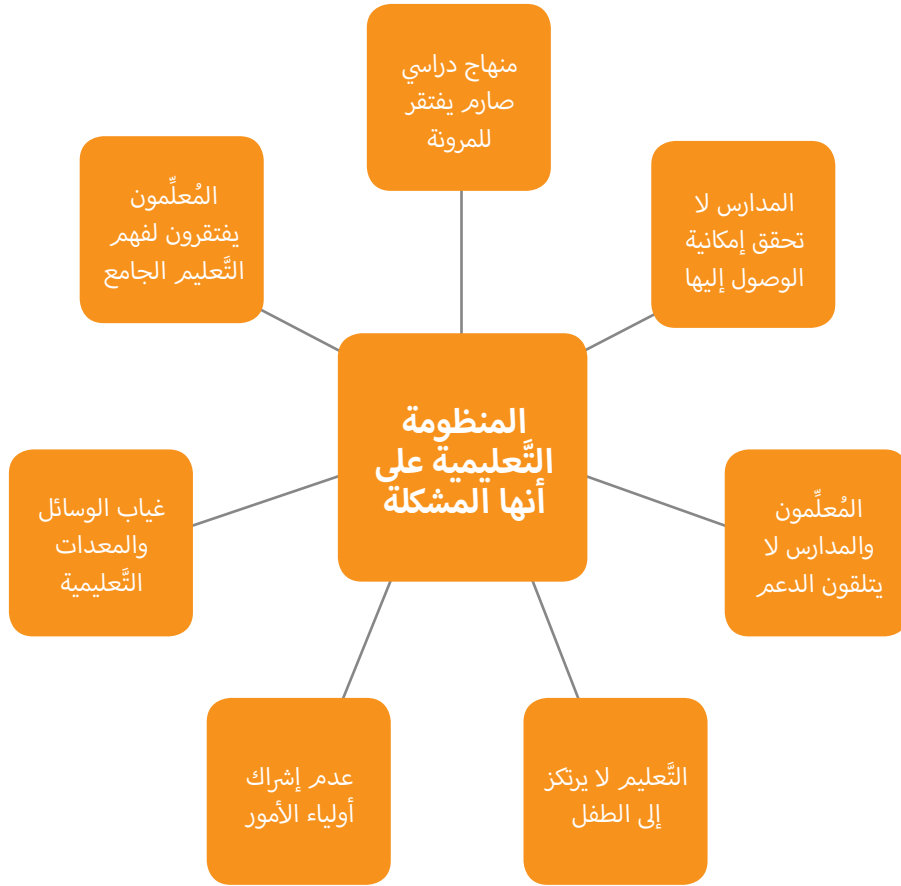 منهاج دراسي
صارم يفتقر
للمرونة
المدارس لا
تحقق إمكانية
الوصول إليها
المُعلِّمون
يفتقرون لفهم
التَّعليم الجامع
المنظومة
التَّعليمية على
أنها المشكلة
المُعلِّمون
والمدارس لا
يتلقون الدعم
غياب الوسائل
والمعدات
التَّعليمية
التَّعليم لا يرتكز
إلى الطفل
عدم إشراك
أولياء الأمور